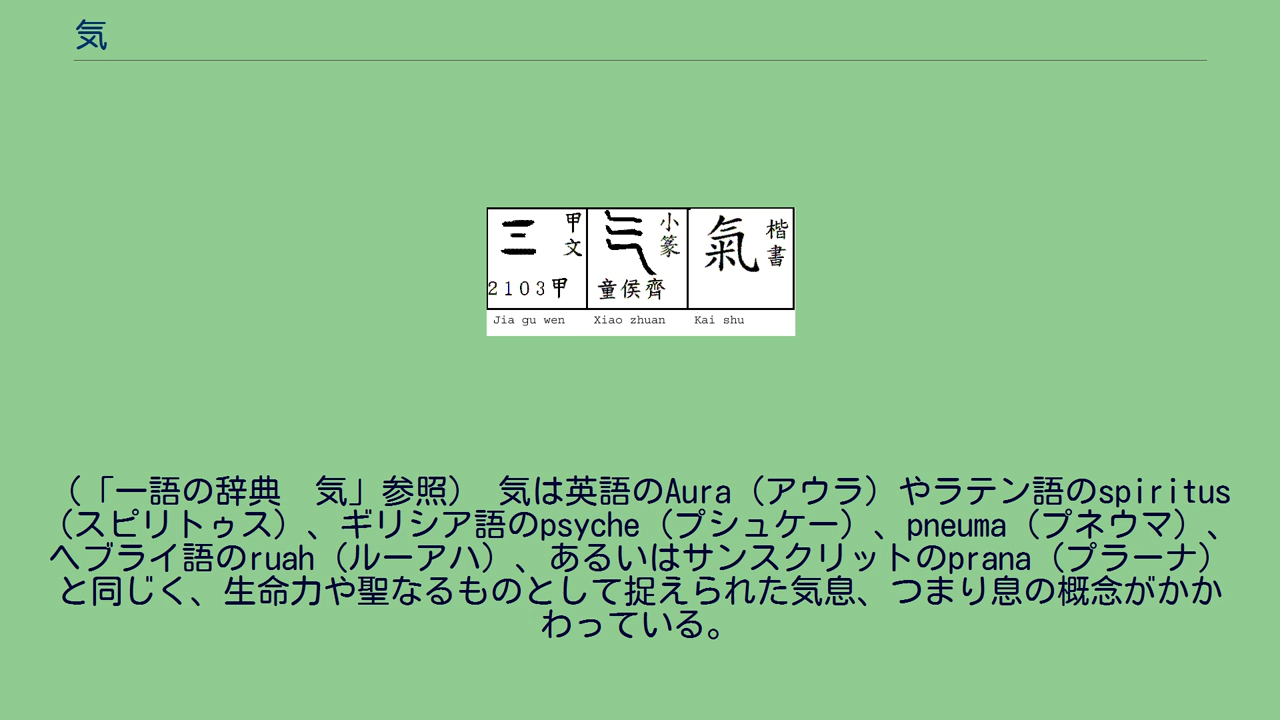 気
三 甲文 2103甲
气 小篆 童侯齊
氣 楷書
Jia gu wen Xiao zhuan Kai shu
（「一語の辞典　気」参照）　気は英語のAura（アウラ）やラテン語のspiritus
（スピリトゥス）、ギリシア語のpsyche（プシュケー）、pneuma（プネウマ）、
ヘブライ語のruah（ルーアハ）、あるいはサンスクリットのprana（プラーナ）
と同じく、生命力や聖なるものとして捉えられた気息、つまり息の概念がかか
わっている。